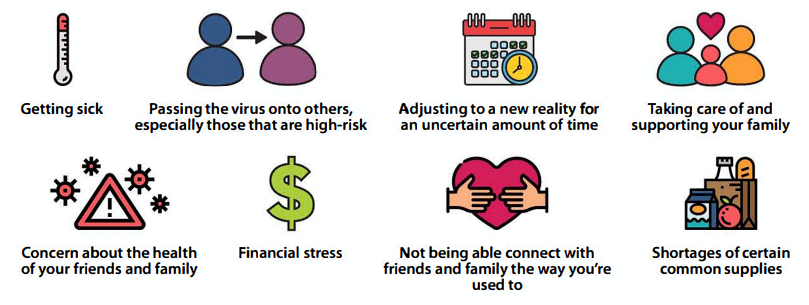 Getting sick
Passing the virus onto others,
especially those that are high-risk
Adjusting to a new reality for
an uncertain amount of time
Taking care of and
supporting your family
Concern about the health
of your friends and family
Financial stress
Not being able connect with
friends and family the way you're
used to
Shortages of certain
common supplies